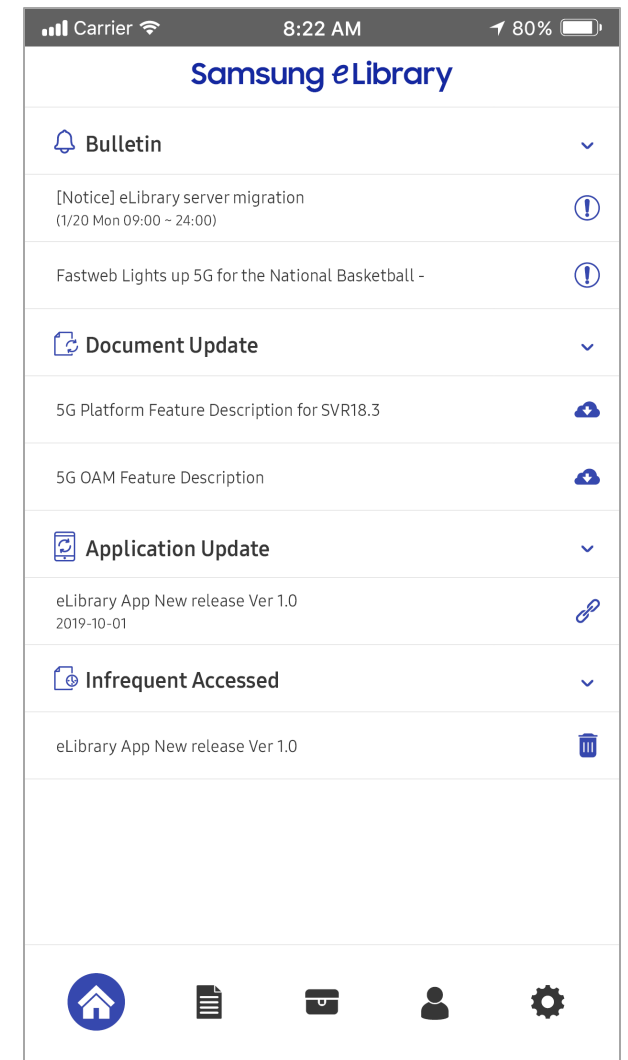 Carrier 8:22 AM 80%
Samsung eLibrary
Bulletin
[Notice] eLibrary server migration
(1/20 Mon 09:00 ~ 24:00)
Fastweb Lights up 5G for the National Basketball -
Document Update
5G Platform Feature Description for SVR18.3
5G OAM Feature Description
Application Update
eLibrary App New release Ver 1.0
2019-10-01
Infrequent Accessed
eLibrary App New release Ver 1.0